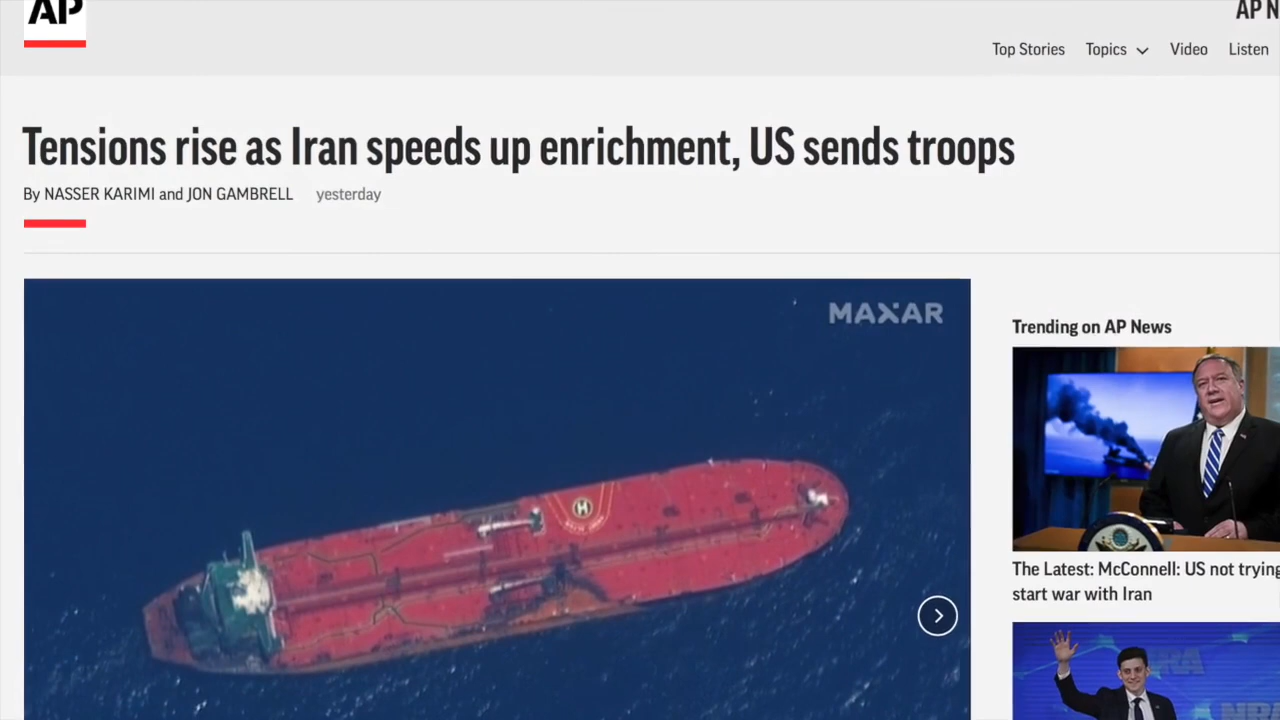 AP
AP N
Top Stories Topics Video Listen
Tensions rise as Iran speeds up enrichment, US sends troops
By NASSER KARIMI and JON GAMBRELL yesterday
MAXAR
H
Trending on AP News
The Latest: McConnell: US not trying
start war with Iran
NRA
NRA